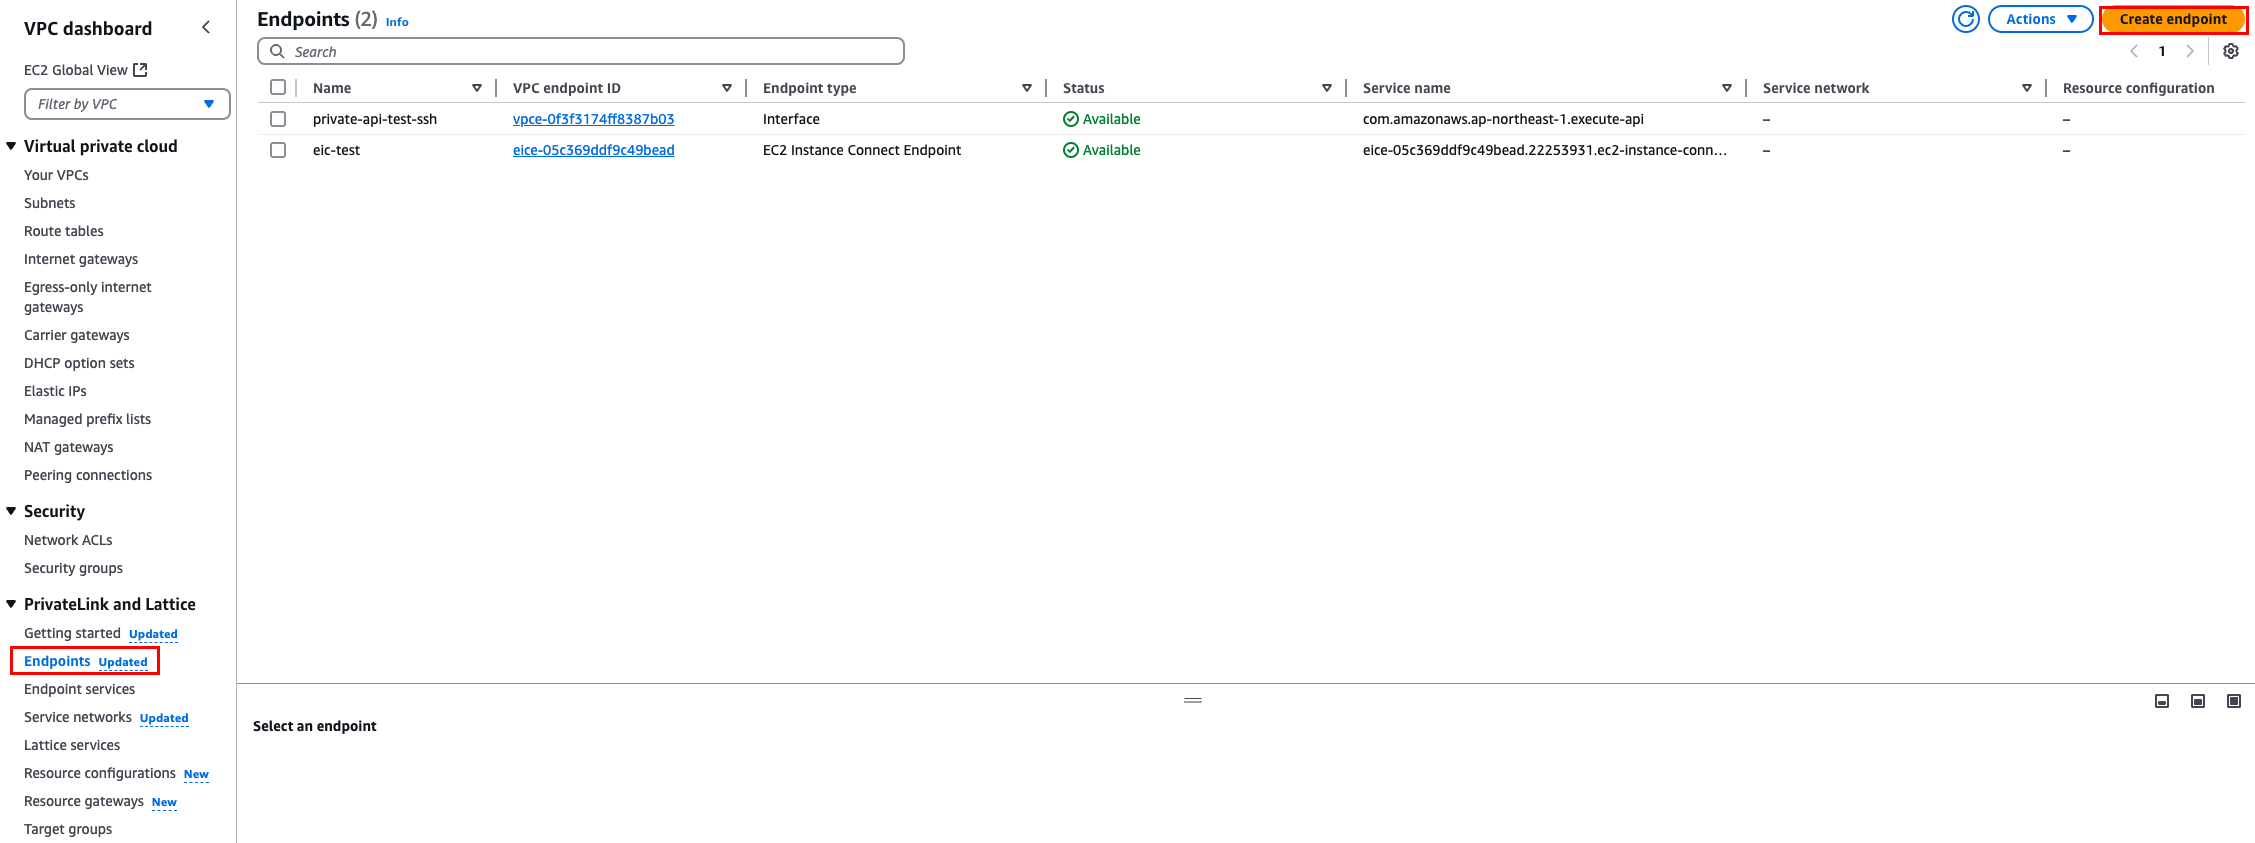 VPC dashboard
EC2 Global View
Filter by VPC
Virtual private cloud
Your VPCs
Subnets
Route tables
Internet gateways
Egress-only internet
gateways
Carrier gateways
DHCP option sets
Elastic IPs
Managed prefix lists
NAT gateways
Peering connections
Security
Network ACLs
Security groups
PrivateLink and Lattice
Getting started Updated
Endpoints Updated
Endpoint services
Service networks Updated
Lattice services
Resource configurations New
Resource gateways New
Target groups
Endpoints (2) Info
Actions
Create endpoint
Search
1
Name VPC endpoint ID Endpoint type Status Service name Service network Resource configuration
private-api-test-ssh vpce-0f3f3174ff8387b03 Interface Available com.amazonaws.ap-northeast-1.execute-api – –
eic-test eice-05c369ddf9c49bead EC2 Instance Connect Endpoint Available eice-05c369ddf9c49bead.22253931.ec2-instance-conn... – –
Select an endpoint